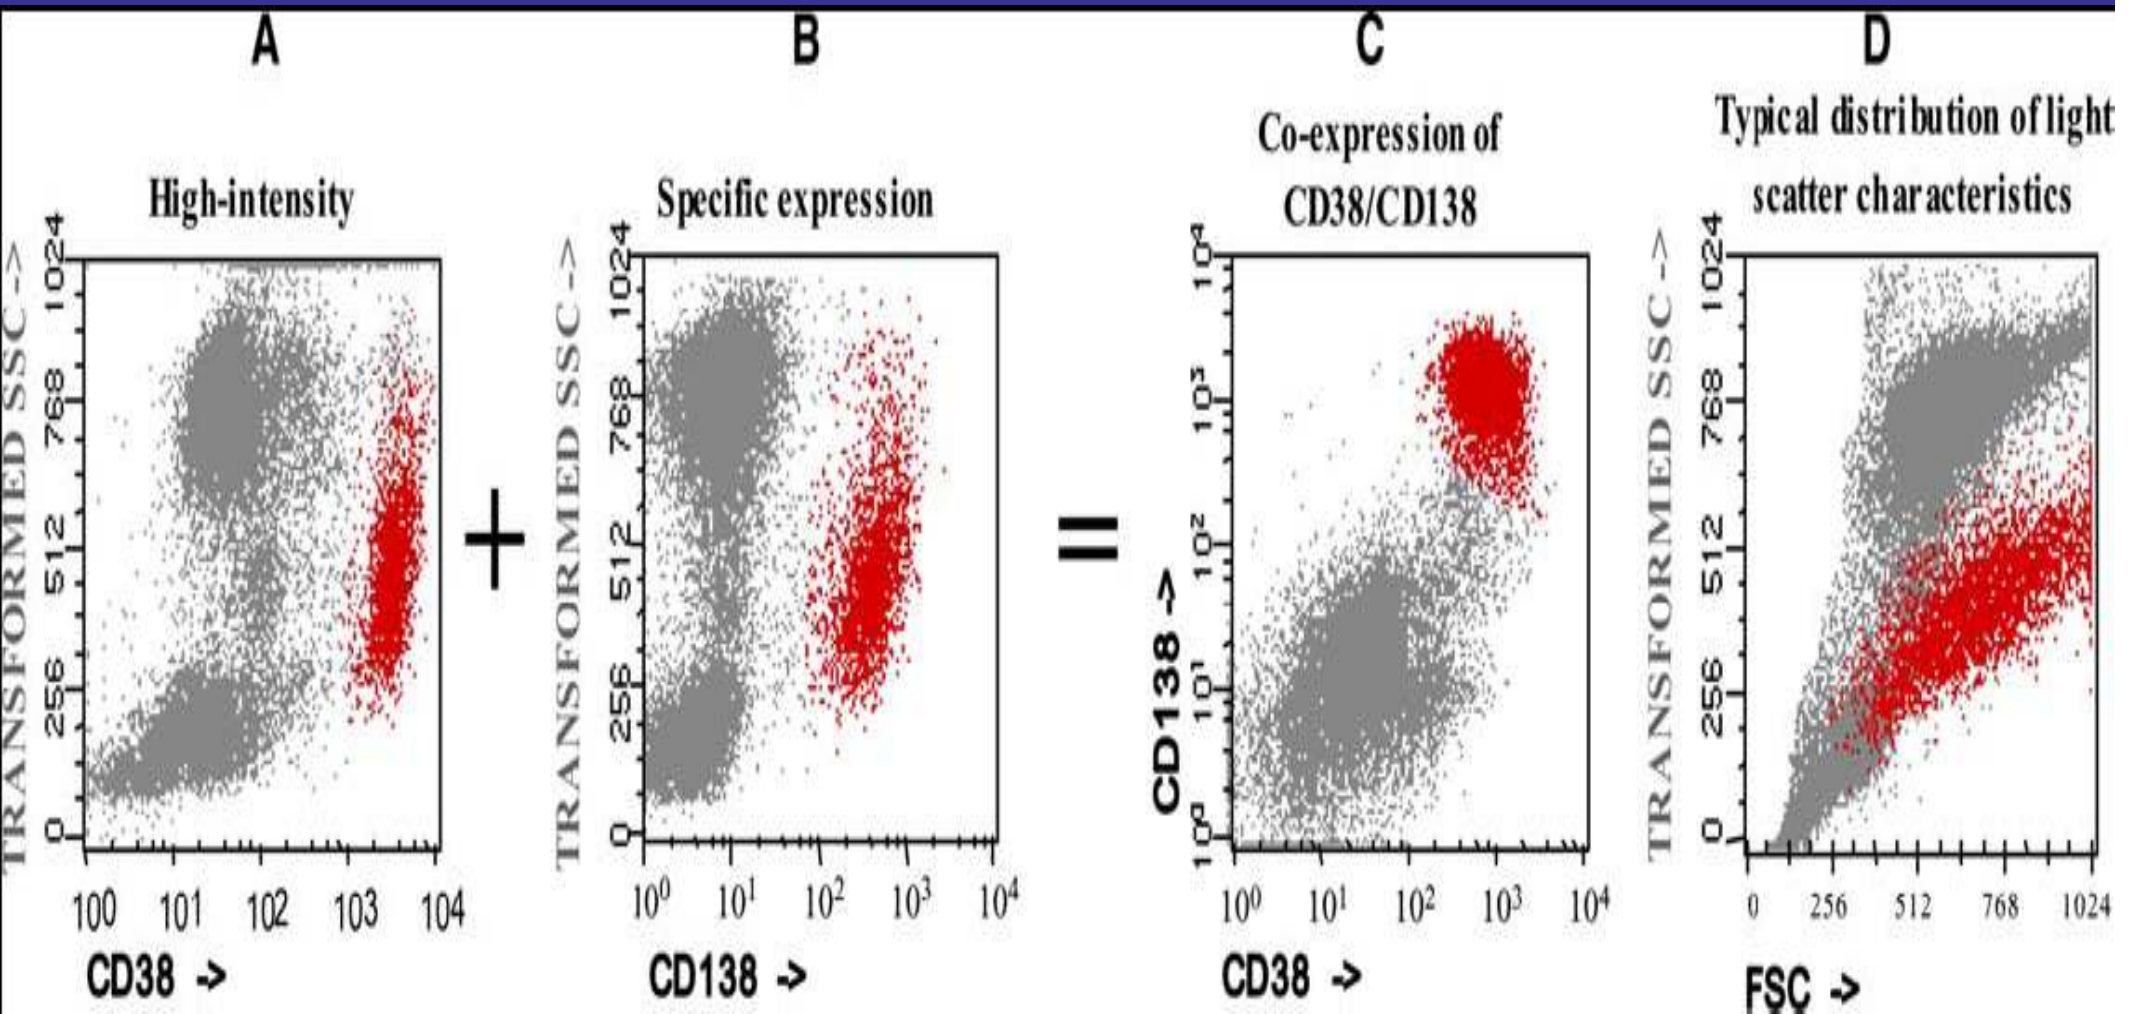 A
High-intensity
TRANSFORMED SSC ->
1024
768
512
256
0
100 101 102 103 104
CD38 ->
+
B
Specific expression
TRANSFORMED SSC ->
1024
768
512
256
0
10⁰ 10¹ 10² 10³ 10⁴
CD138 ->
=
C
Co-expression of
CD38/CD138
CD138 ->
10⁴
10³
10²
10¹
10⁰
10⁰ 10¹ 10² 10³ 10⁴
CD38 ->
D
Typical distribution of light
scatter characteristics
TRANSFORMED SSC ->
1024
768
512
256
0
0 256 512 768 1024
FSC ->